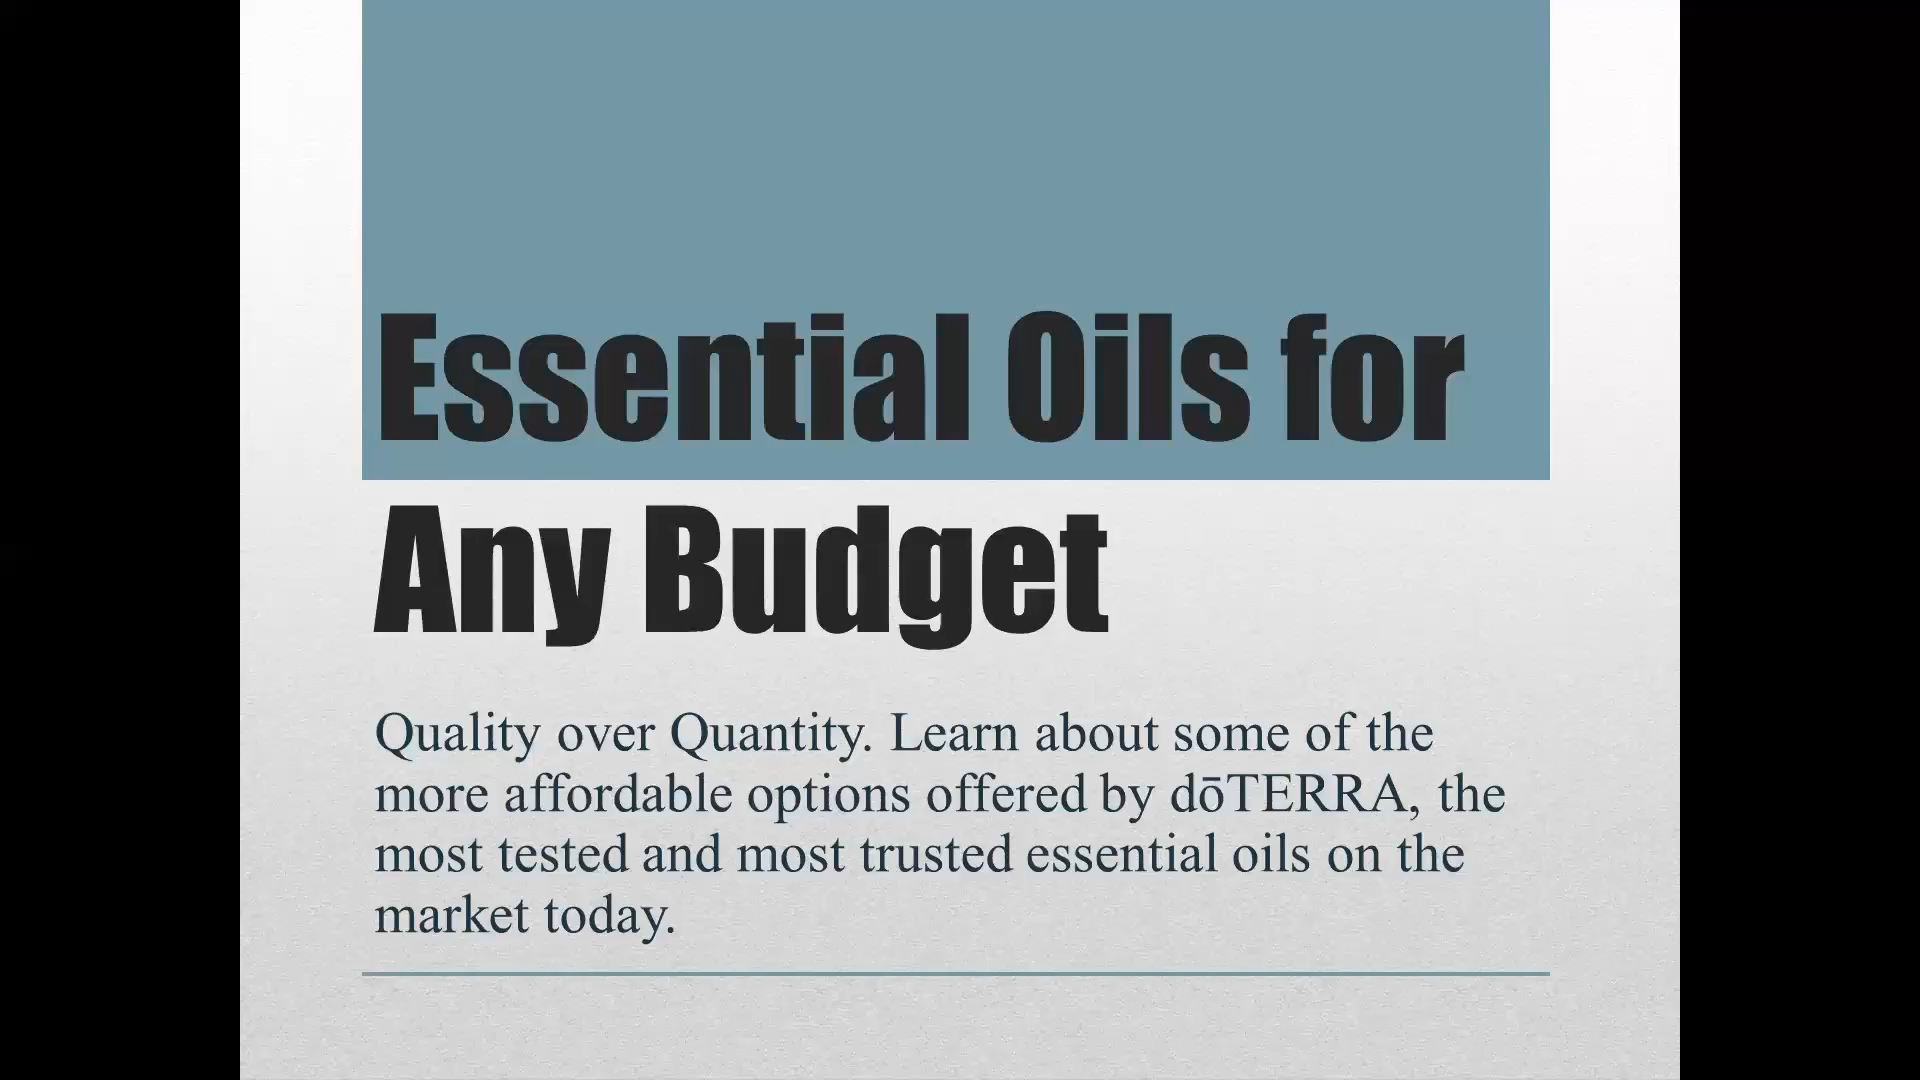 Essential Oils for
Any Budget
Quality over Quantity. Learn about some of the
more affordable options offered by dōTERRA, the
most tested and most trusted essential oils on the
market today.